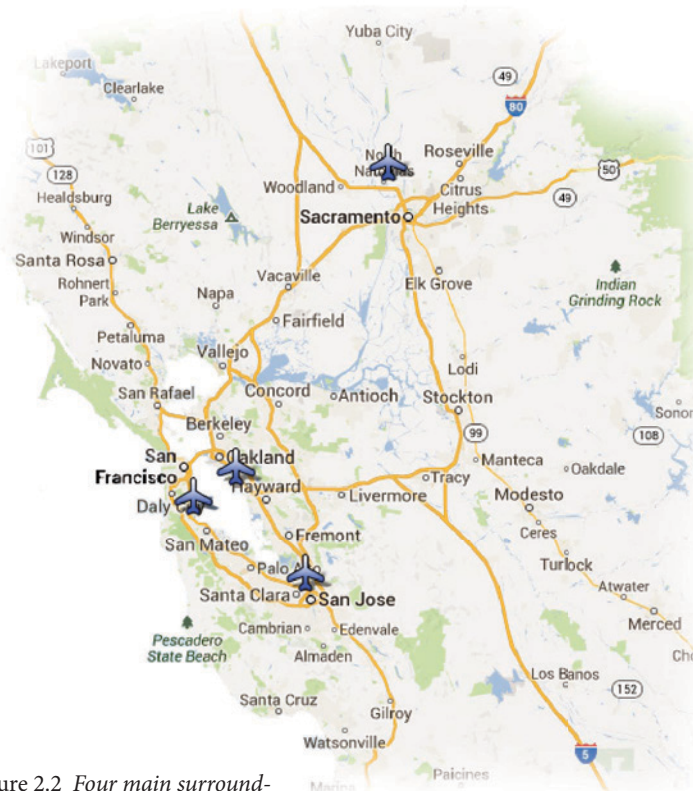 Yuba City
Lakeport
Clearlake
49
80
101
128
North
Roseville
50
Woodland
Healdsburg
Lake
Berryessa
Citrus
Heights
49
Sacramento
Windsor
Santa Rosa
Vacaville
Elk Grove
Rohnert
Park
Napa
Indian
Grinding Rock
Fairfield
Petaluma
Vallejo
Novato
Lodi
San Rafael
Concord
Antioch
Stockton
Berkeley
99
108
San
Francisco
Oakland
Manteca
Oakdale
Hayward
Tracy
Livermore
Modesto
Daly
Fremont
Ceres
San Mateo
Turlock
Palo
Santa Clara
San Jose
Atwater
Merced
Cambrian
Edenvale
Pescadero
State Beach
Almaden
Los Banos
152
Santa Cruz
Gilroy
Watsonville
5
Paicines
Marina
ure 2.2 Four main surround-